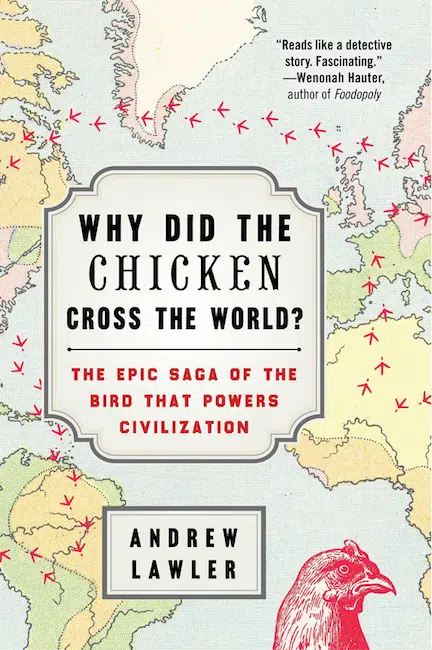 “Reads like a detective
story. Fascinating.”
—Wenonah Hauter,
author of Foodopoly
WHY DID THE
CHICKEN
CROSS THE WORLD?
THE EPIC SAGA OF THE
BIRD THAT POWERS
CIVILIZATION
ANDREW
LAWLER